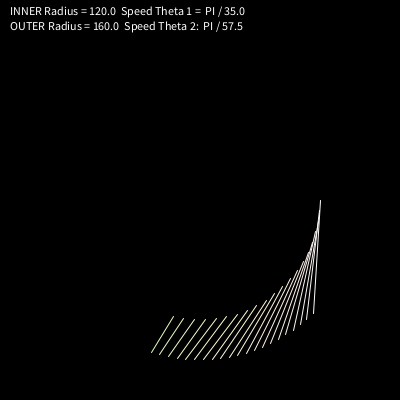 INNER Radius = 120.0 Speed Theta 1 = PI / 35.0
OUTER Radius = 160.0 Speed Theta 2: PI / 57.5